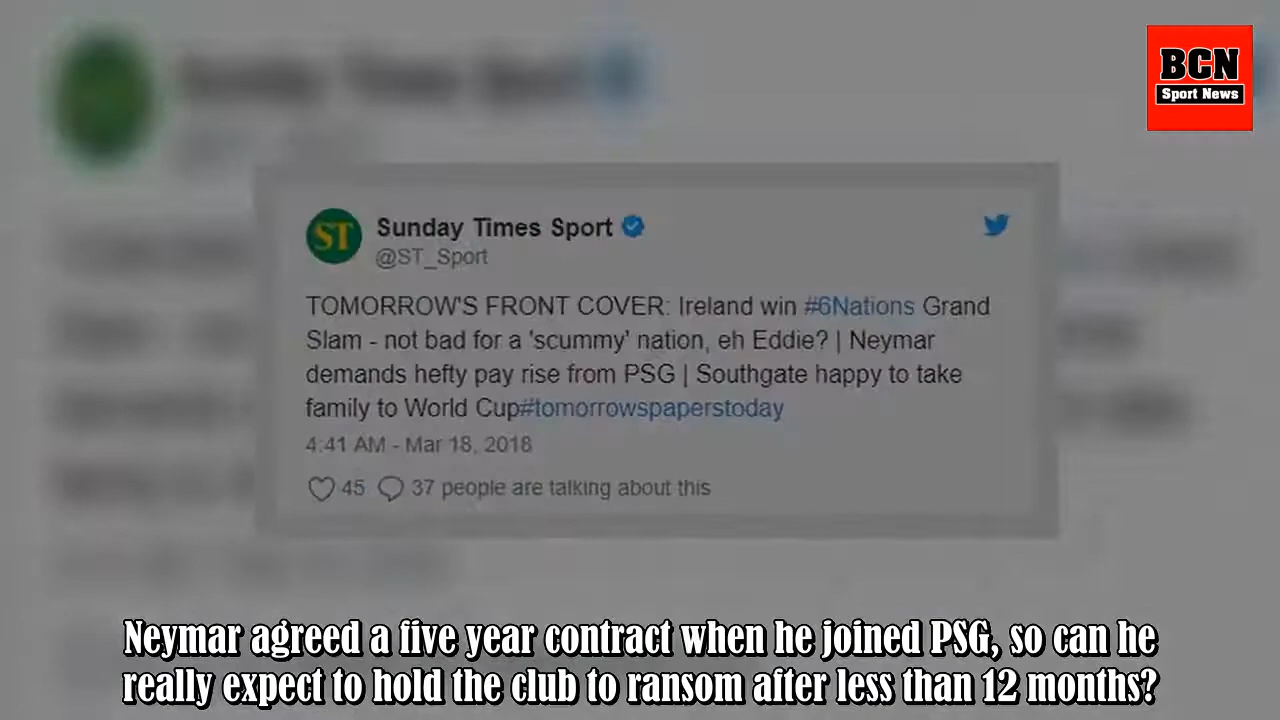 BCN
Sport News
ST
Sunday Times Sport
@ST_Sport
TOMORROW'S FRONT COVER: Ireland win #6Nations Grand
Slam - not bad for a 'scummy' nation, eh Eddie? | Neymar
demands hefty pay rise from PSG | Southgate happy to take
family to World Cup#tomorrowspaperstoday
4:41 AM - Mar 18, 2018
45 37 people are talking about this
Neymar agreed a five year contract when he joined PSG, so can he
really expect to hold the club to ransom after less than 12 months?